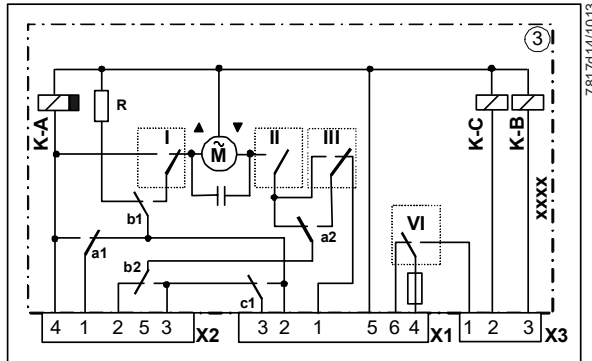 3
7817d14/1013
K-A
R
I
M
~
II
III
K-C
K-B
xxxx
b1
a1
a2
VI
b2
c1
4 1 2 5 3 X2
3 2 1 5 6 4 X1
1 2 3 X3